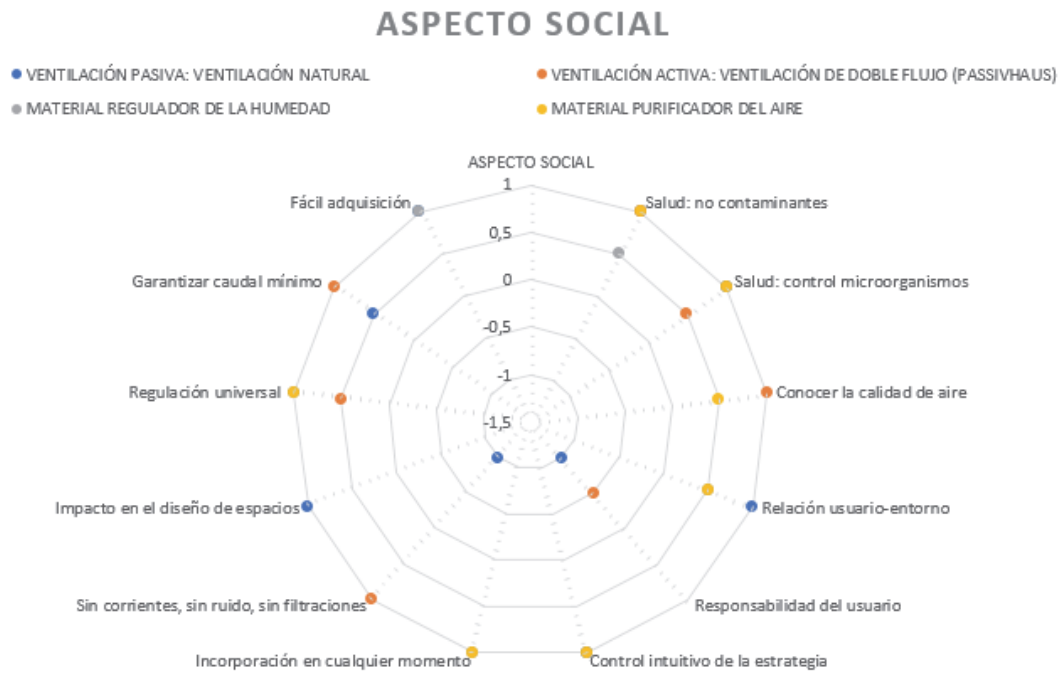 ASPECTO SOCIAL
VENTILACIÓN PASIVA: VENTILACIÓN NATURAL
VENTILACIÓN ACTIVA: VENTILACIÓN DE DOBLE FLUJO (PASSIVHAUS)
MATERIAL REGULADOR DE LA HUMEDAD
MATERIAL PURIFICADOR DEL AIRE
ASPECTO SOCIAL
1
Fácil adquisición
Salud: no contaminantes
0,5
Garantizar caudal mínimo
0
Salud: control microorganismos
-0,5
Regulación universal
-1
Conocer la calidad de aire
-1,5
Impacto en el diseño de espacios
Relación usuario-entorno
Sin corrientes, sin ruido, sin filtraciones
Responsabilidad del usuario
Incorporación en cualquier momento
Control intuitivo de la estrategia